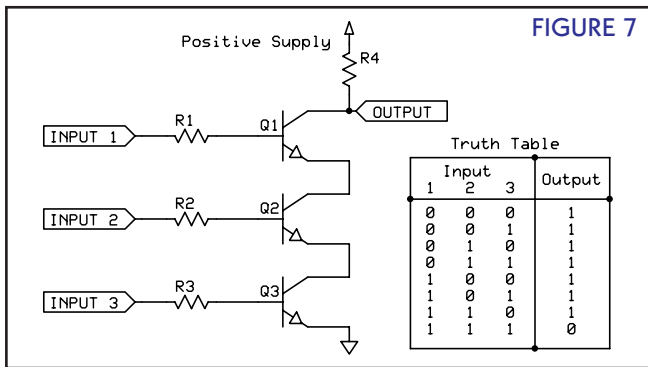 FIGURE 7
Positive Supply
R4
OUTPUT
INPUT 1
R1
Q1
INPUT 2
R2
Q2
INPUT 3
R3
Q3
Truth Table
Input
Output
1 2 3
0 0 0 1
0 0 1 1
0 1 0 1
0 1 1 1
1 0 0 1
1 0 1 1
1 1 0 1
1 1 1 0